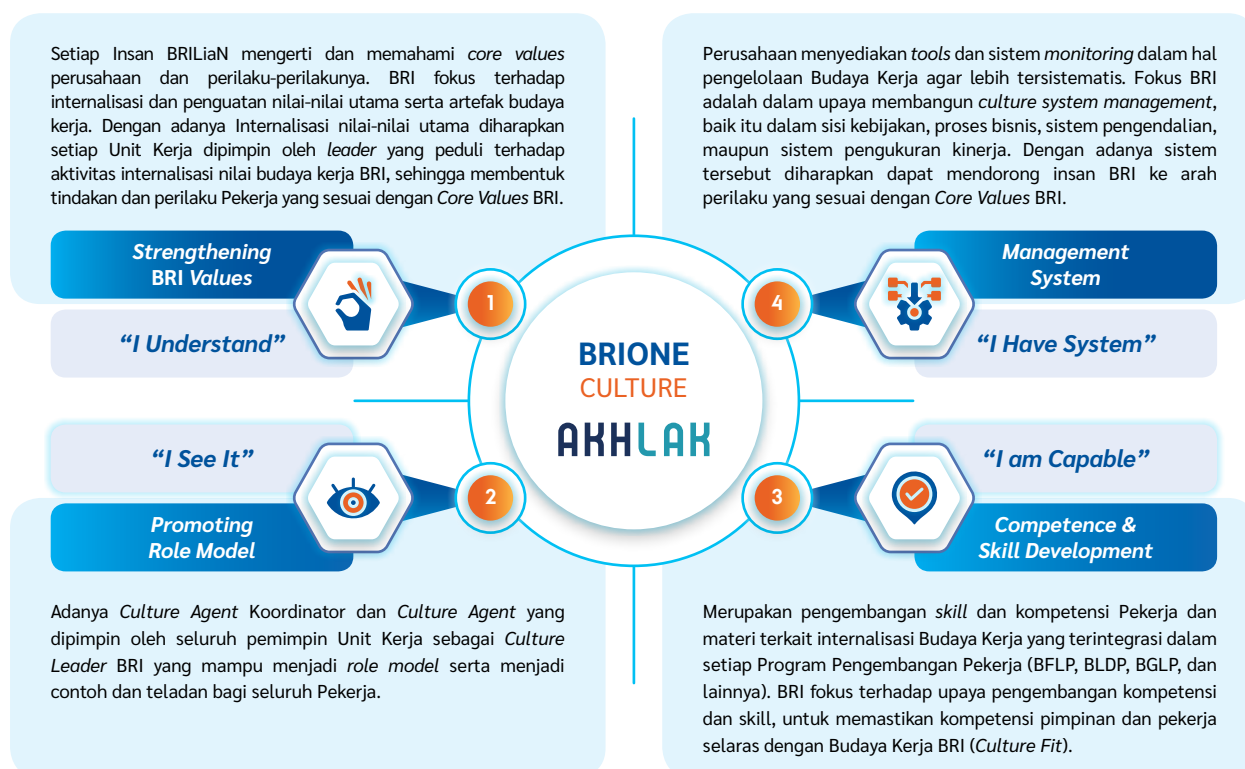 Setiap Insan BRILiaN mengerti dan memahami core values
perusahaan dan perilaku-perilakunya. BRI fokus terhadap
internalisasi dan penguatan nilai-nilai utama serta artefak budaya
kerja. Dengan adanya Internalisasi nilai-nilai utama diharapkan
setiap Unit Kerja dipimpin oleh leader yang peduli terhadap
aktivitas internalisasi nilai budaya kerja BRI, sehingga membentuk
tindakan dan perilaku Pekerja yang sesuai dengan Core Values BRI.
Strengthening
BRI Values
“I Understand”
1
Perusahaan menyediakan tools dan sistem monitoring dalam hal
pengelolaan Budaya Kerja agar lebih tersistematis. Fokus BRI
adalah dalam upaya membangun culture system management,
baik itu dalam sisi kebijakan, proses bisnis, sistem pengendalian,
maupun sistem pengukuran kinerja. Dengan adanya sistem
tersebut diharapkan dapat mendorong insan BRI ke arah
perilaku yang sesuai dengan Core Values BRI.
4
Management
System
“I Have System”
BRIONE
CULTURE
AKHLAK
“I See It”
2
Promoting
Role Model
Adanya Culture Agent Koordinator dan Culture Agent yang
dipimpin oleh seluruh pemimpin Unit Kerja sebagai Culture
Leader BRI yang mampu menjadi role model serta menjadi
contoh dan teladan bagi seluruh Pekerja.
3
“I am Capable”
Competence &
Skill Development
Merupakan pengembangan skill dan kompetensi Pekerja dan
materi terkait internalisasi Budaya Kerja yang terintegrasi dalam
setiap Program Pengembangan Pekerja (BFLP, BLDP, BGLP, dan
lainnya). BRI fokus terhadap upaya pengembangan kompetensi
dan skill, untuk memastikan kompetensi pimpinan dan pekerja
selaras dengan Budaya Kerja BRI (Culture Fit).